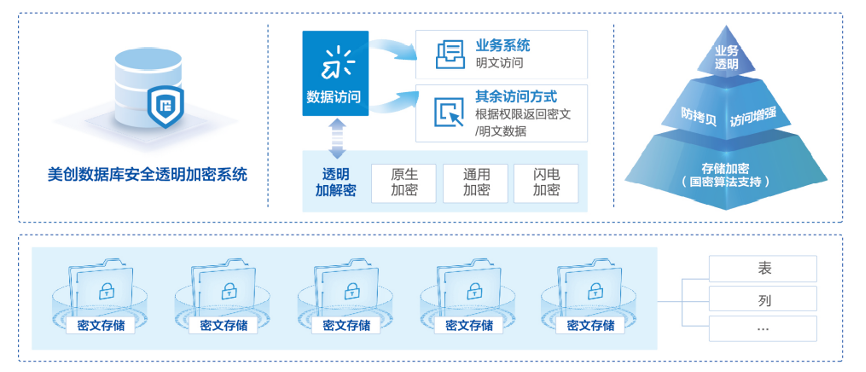 美创数据库安全透明加密系统
数据访问
业务系统
明文访问
其余访问方式
根据权限返回密文
/明文数据
透明
加解密
原生
加密
通用
加密
闪电
加密
业务
透明
防拷贝
访问增强
存储加密
（国密算法支持）
密文存储
密文存储
密文存储
密文存储
密文存储
表
列
...